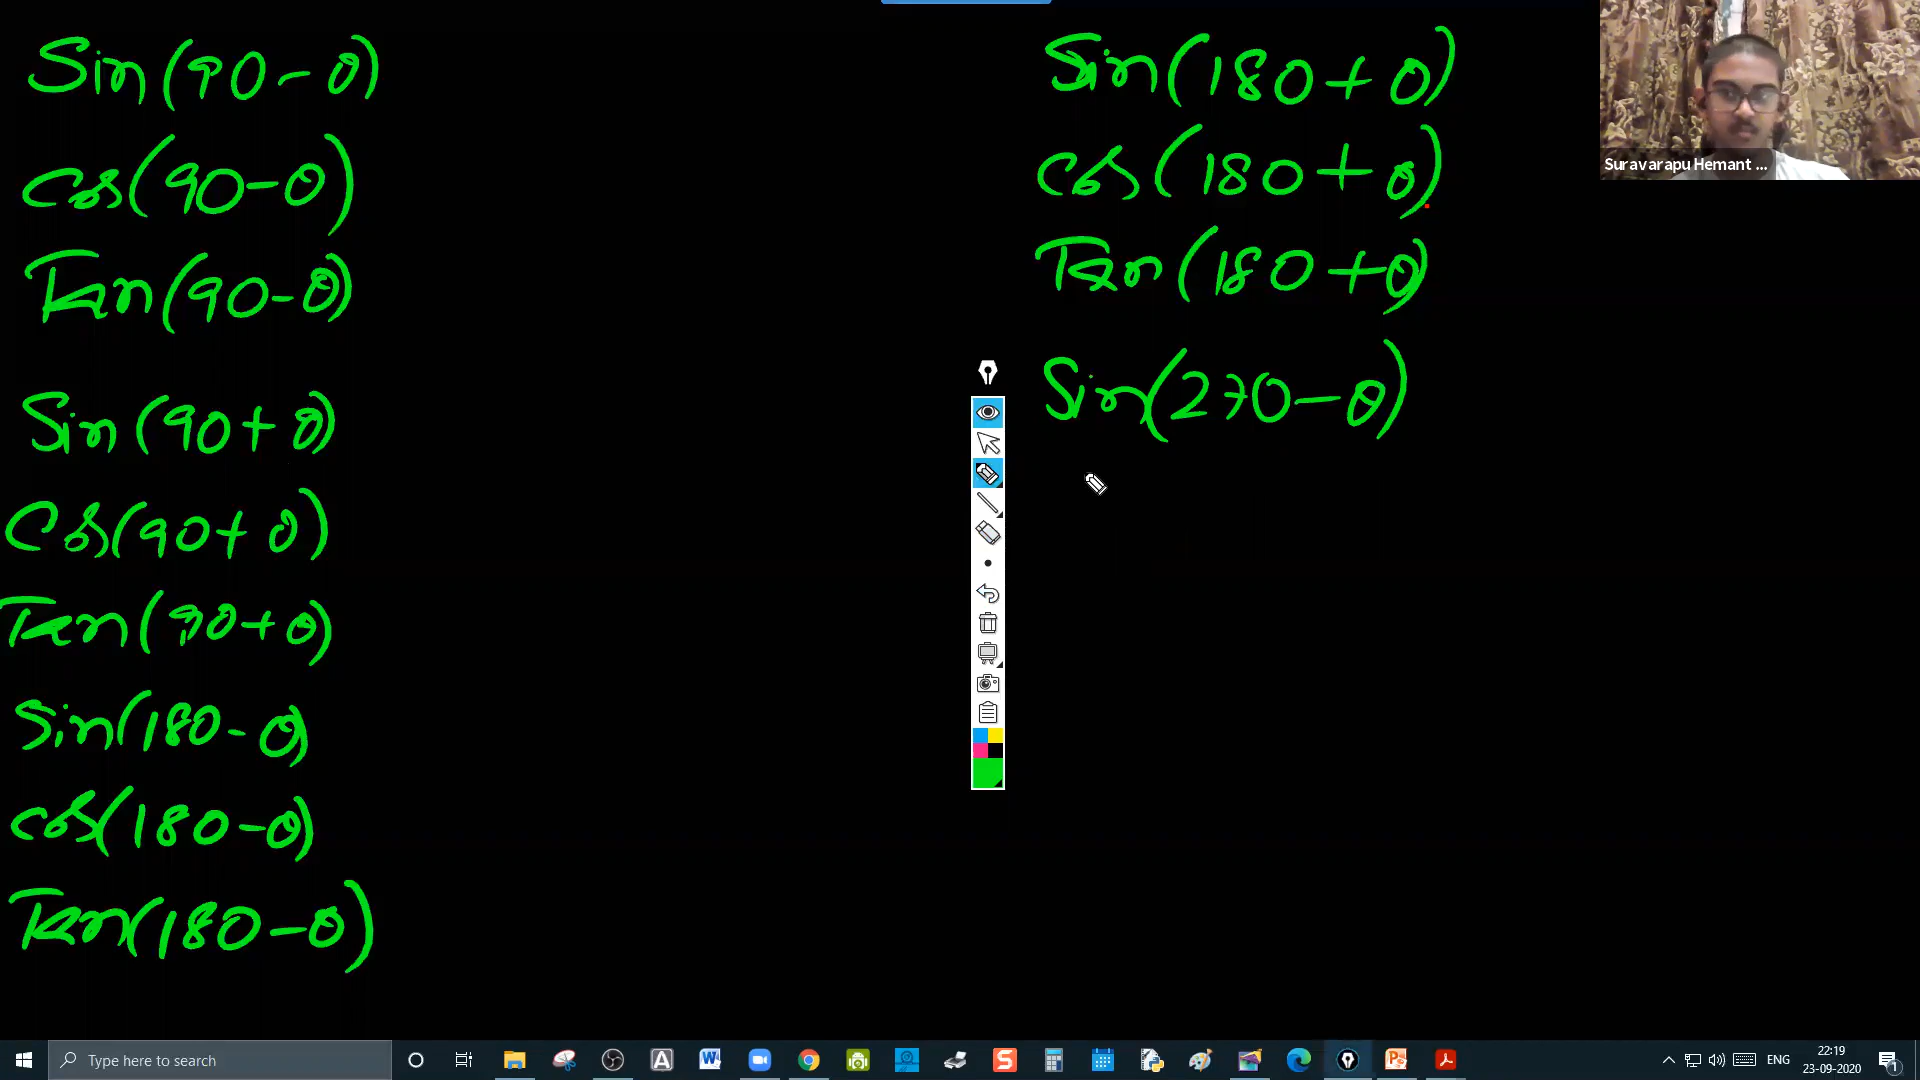 Sin(90-θ)
Cos(90-θ)
Tan(90-θ)
Sin(90+θ)
Cos(90+θ)
Tan(90+θ)
Sin(180-θ)
Cos(180-θ)
Tan(180-θ)
Sin(180+θ)
Cos(180+θ)
Tan(180+θ)
Sin(270-θ)
Suravarapu Hemant ...
Type here to search
ENG
22:19
23-09-2020
1